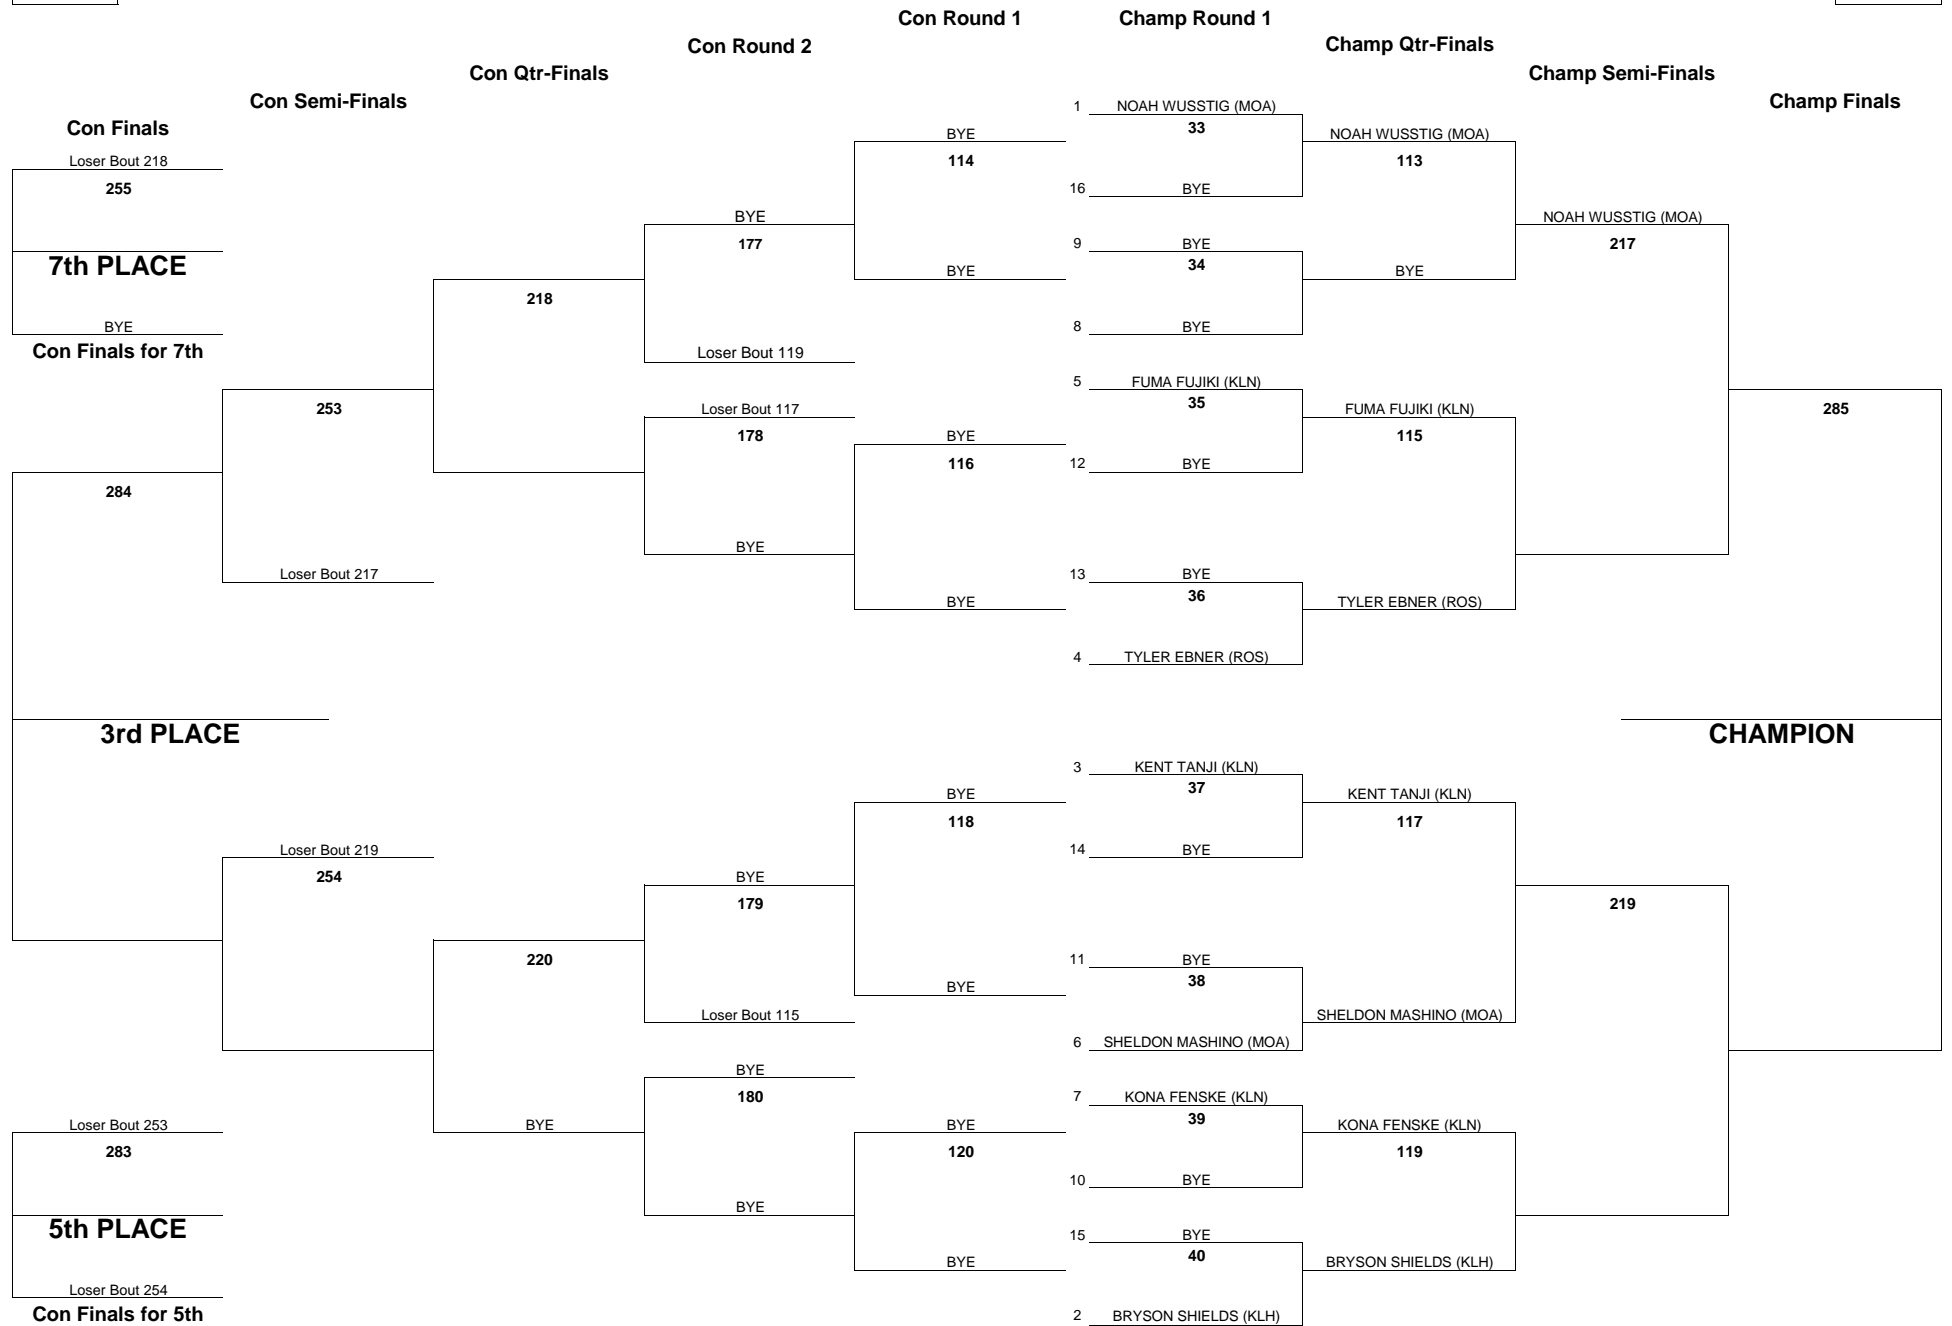 Con Round 1
Champ Round 1
Con Round 2
Champ Qtr-Finals
Con Qtr-Finals
Champ Semi-Finals
Con Semi-Finals
Champ Finals
Con Finals
Loser Bout 218
255
7th PLACE
BYE
Con Finals for 7th
284
3rd PLACE
Loser Bout 253
283
5th PLACE
Loser Bout 254
Con Finals for 5th
253
Loser Bout 217
Loser Bout 219
254
218
220
BYE
BYE
177
Loser Bout 119
Loser Bout 117
178
BYE
BYE
179
Loser Bout 115
BYE
180
BYE
BYE
114
BYE
BYE
116
BYE
BYE
118
BYE
BYE
120
BYE
1 NOAH WUSSTIG (MOA)
33
16 BYE
9 BYE
34
8 BYE
5 FUMA FUJIKI (KLN)
35
12 BYE
13 BYE
36
4 TYLER EBNER (ROS)
3 KENT TANJI (KLN)
37
14 BYE
11 BYE
38
6 SHELDON MASHINO (MOA)
7 KONA FENSKE (KLN)
39
10 BYE
15 BYE
40
2 BRYSON SHIELDS (KLH)
NOAH WUSSTIG (MOA)
113
BYE
FUMA FUJIKI (KLN)
115
TYLER EBNER (ROS)
KENT TANJI (KLN)
117
SHELDON MASHINO (MOA)
KONA FENSKE (KLN)
119
BRYSON SHIELDS (KLH)
NOAH WUSSTIG (MOA)
217
219
285
CHAMPION